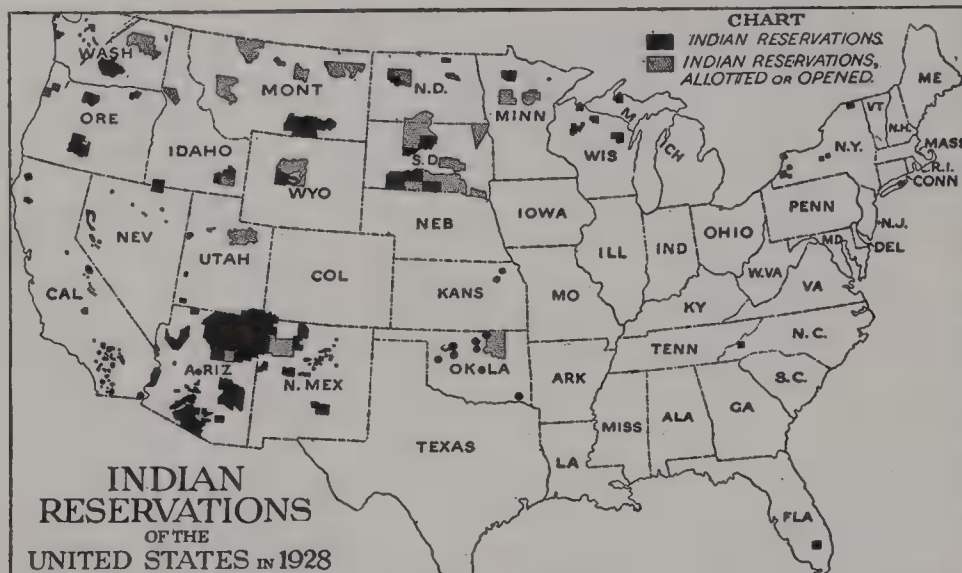 CHART
INDIAN RESERVATIONS.
INDIAN RESERVATIONS,
ALLOTTED OR OPENED.
WASH
MONT
N.D.
MINN
ME
ORE
IDAHO
WYO
S.D.
WIS
MICH
N.Y.
VT
N.H.
MASS
R.I.
CONN
NEV
UTAH
COL
NEB
IOWA
ILL
IND
OHIO
PENN
N.J.
MD
DEL
W.VA
VA
CAL
KANS
MO
KY
N.C.
TENN
ARIZ
N. MEX
OKLA
ARK
S.C.
MISS
ALA
GA
TEXAS
LA
FLA
INDIAN
RESERVATIONS
OF THE
UNITED STATES IN 1928